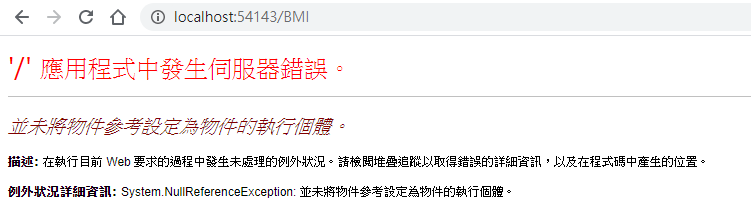 localhost:54143/BMI
'/' 應用程式中發生伺服器錯誤。
並未將物件參考設定為物件的執行個體。
描述: 在執行目前 Web 要求的過程中發生未處理的例外狀況。請檢閱堆疊追蹤以取得錯誤的詳細資訊，以及在程式碼中產生的位置。
例外狀況詳細資訊: System.NullReferenceException: 並未將物件參考設定為物件的執行個體。